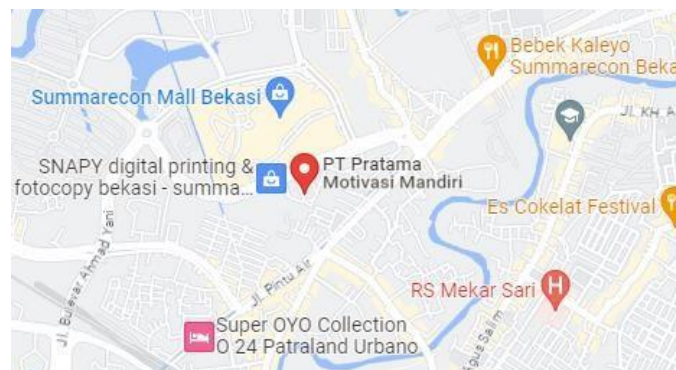 Bebek Kaleyo
Summarecon Beka
Summarecon Mall Bekasi
JL. KH. A
SNAPY digital printing &
fotocopy bekasi - summa...
PT Pratama
Motivasi Mandiri
Es Cokelat Festival
Jl. Bulevar Ahmad Yani
Jl. Pintu Air
RS Mekar Sari
H
Agus Salim
Super OYO Collection
O 24 Patraland Urbano